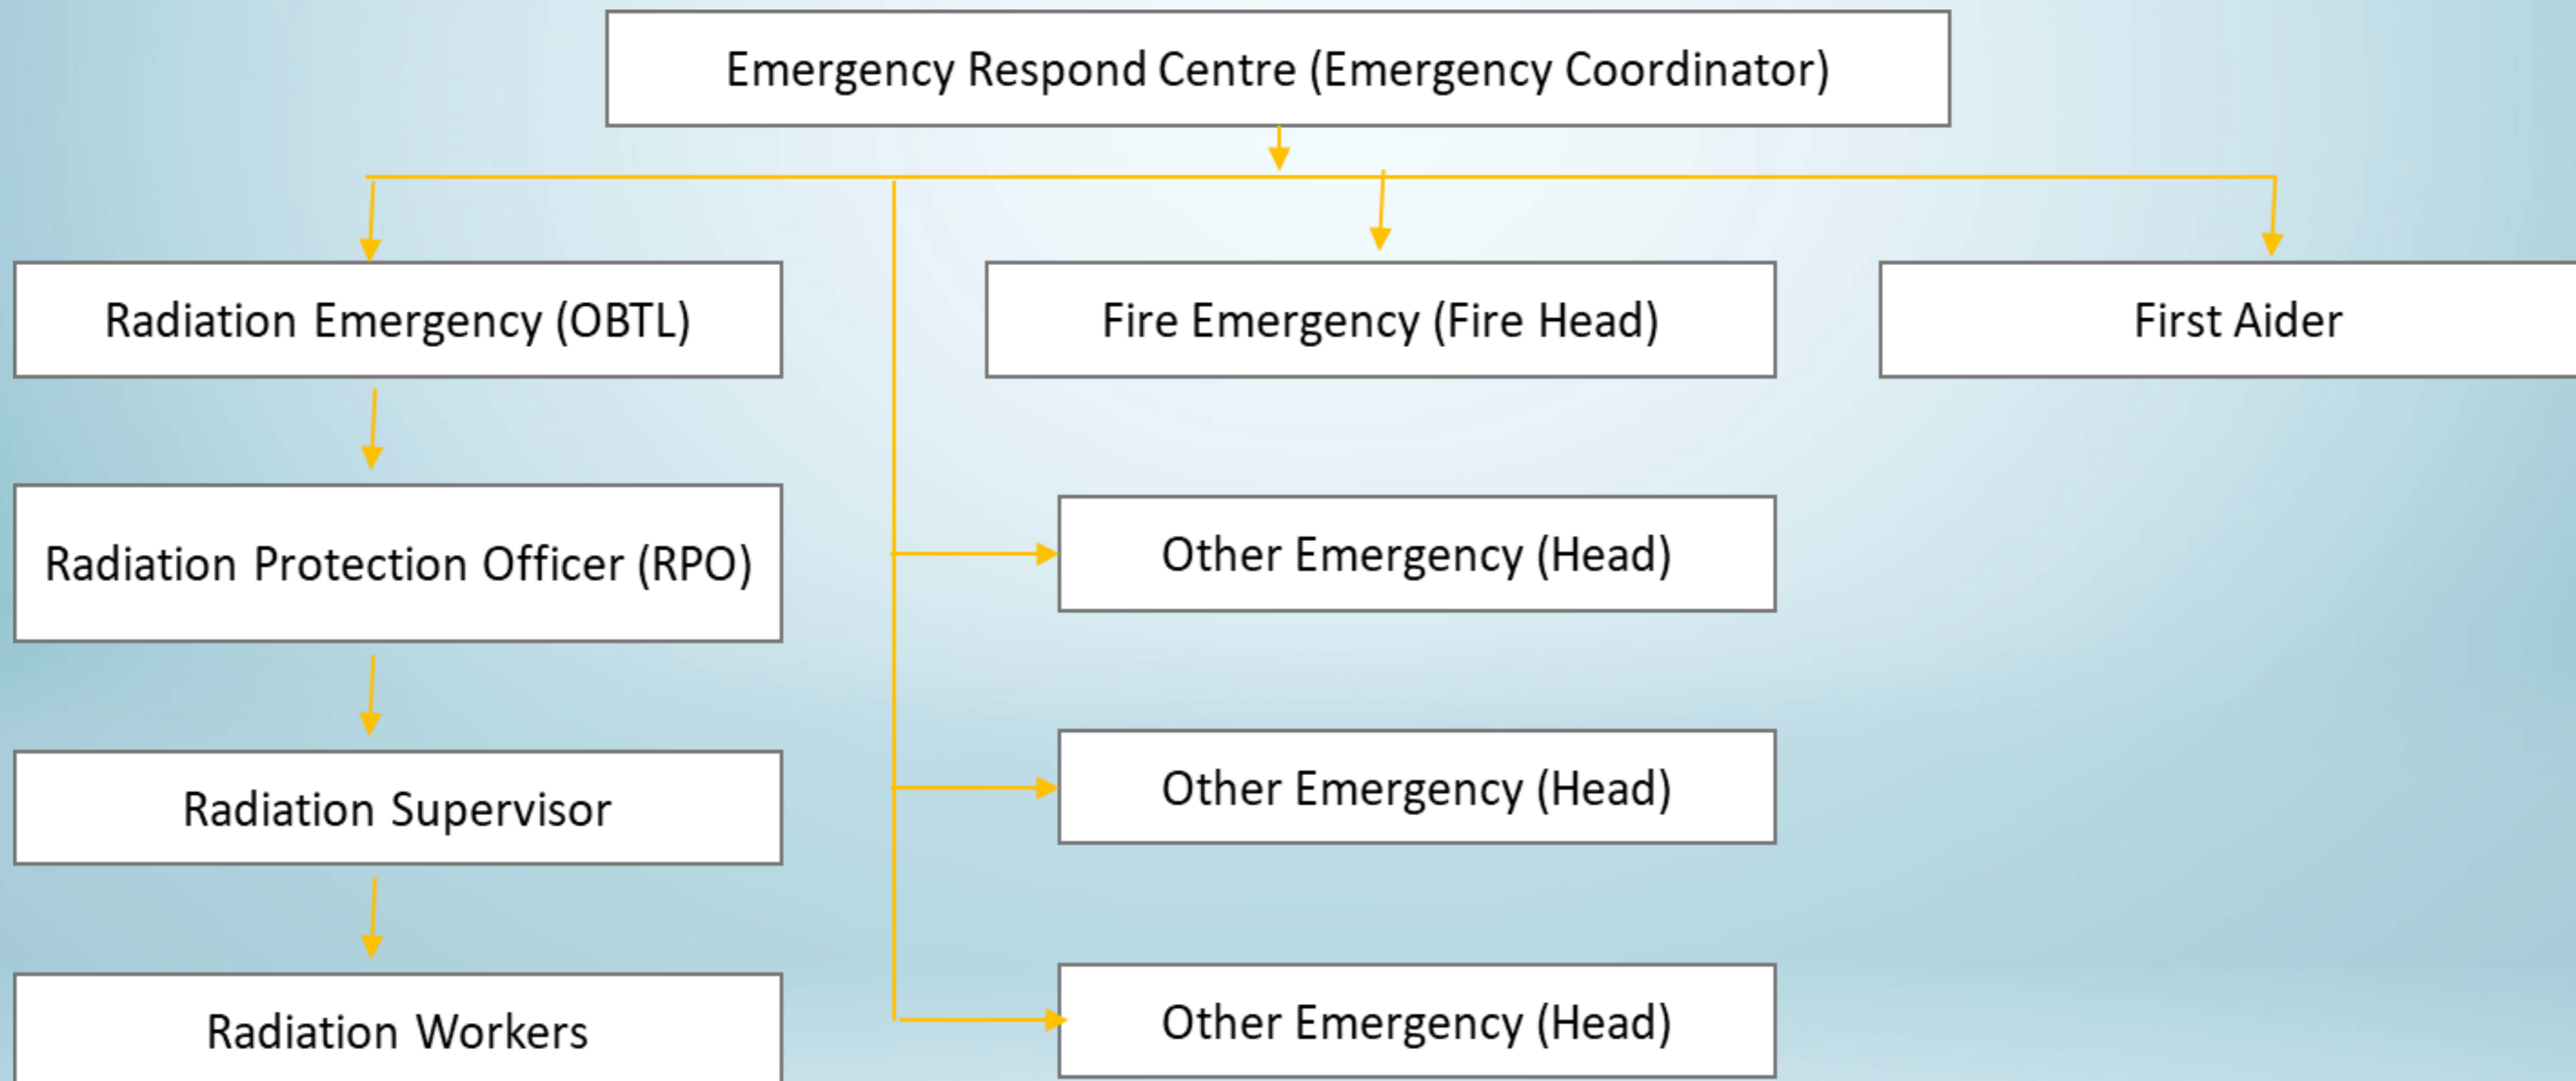 Emergency Respond Centre (Emergency Coordinator)
Radiation Emergency (OBTL)
Fire Emergency (Fire Head)
First Aider
Radiation Protection Officer (RPO)
Other Emergency (Head)
Radiation Supervisor
Other Emergency (Head)
Radiation Workers
Other Emergency (Head)